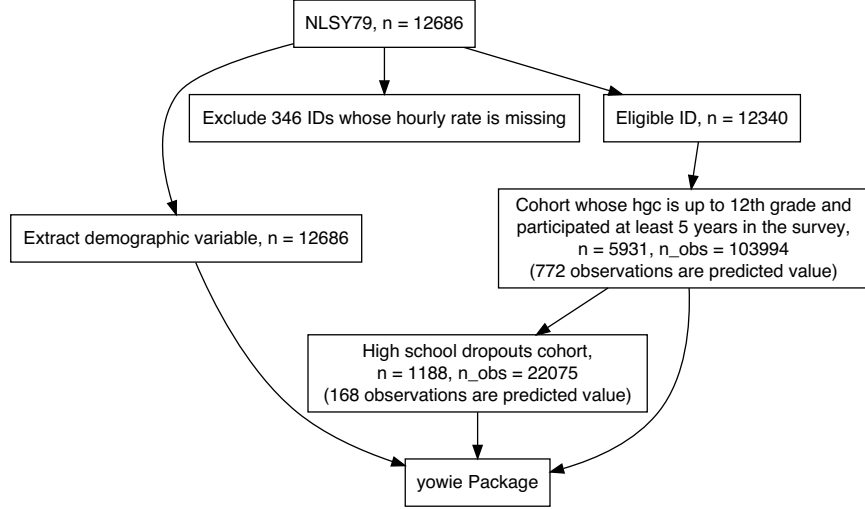 NLSY79, n = 12686
Exclude 346 IDs whose hourly rate is missing
Eligible ID, n = 12340
Extract demographic variable, n = 12686
Cohort whose hgc is up to 12th grade and
participated at least 5 years in the survey,
n = 5931, n_obs = 103994
(772 observations are predicted value)
High school dropouts cohort,
n = 1188, n_obs = 22075
(168 observations are predicted value)
yowie Package